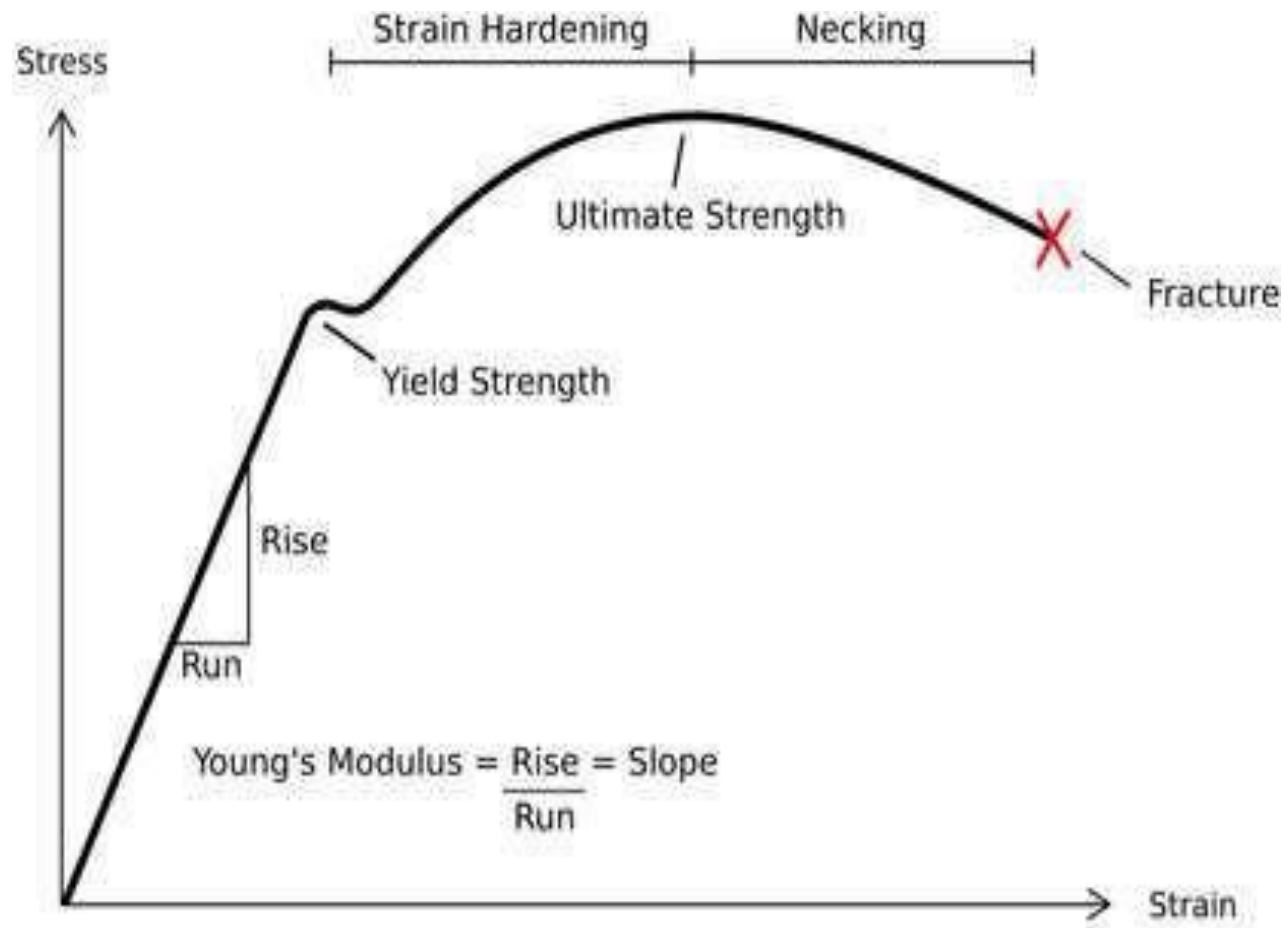 Strain Hardening
Necking
Stress
Ultimate Strength
Fracture
Yield Strength
Rise
Run
Young's Modulus = Rise = Slope
Run
Strain